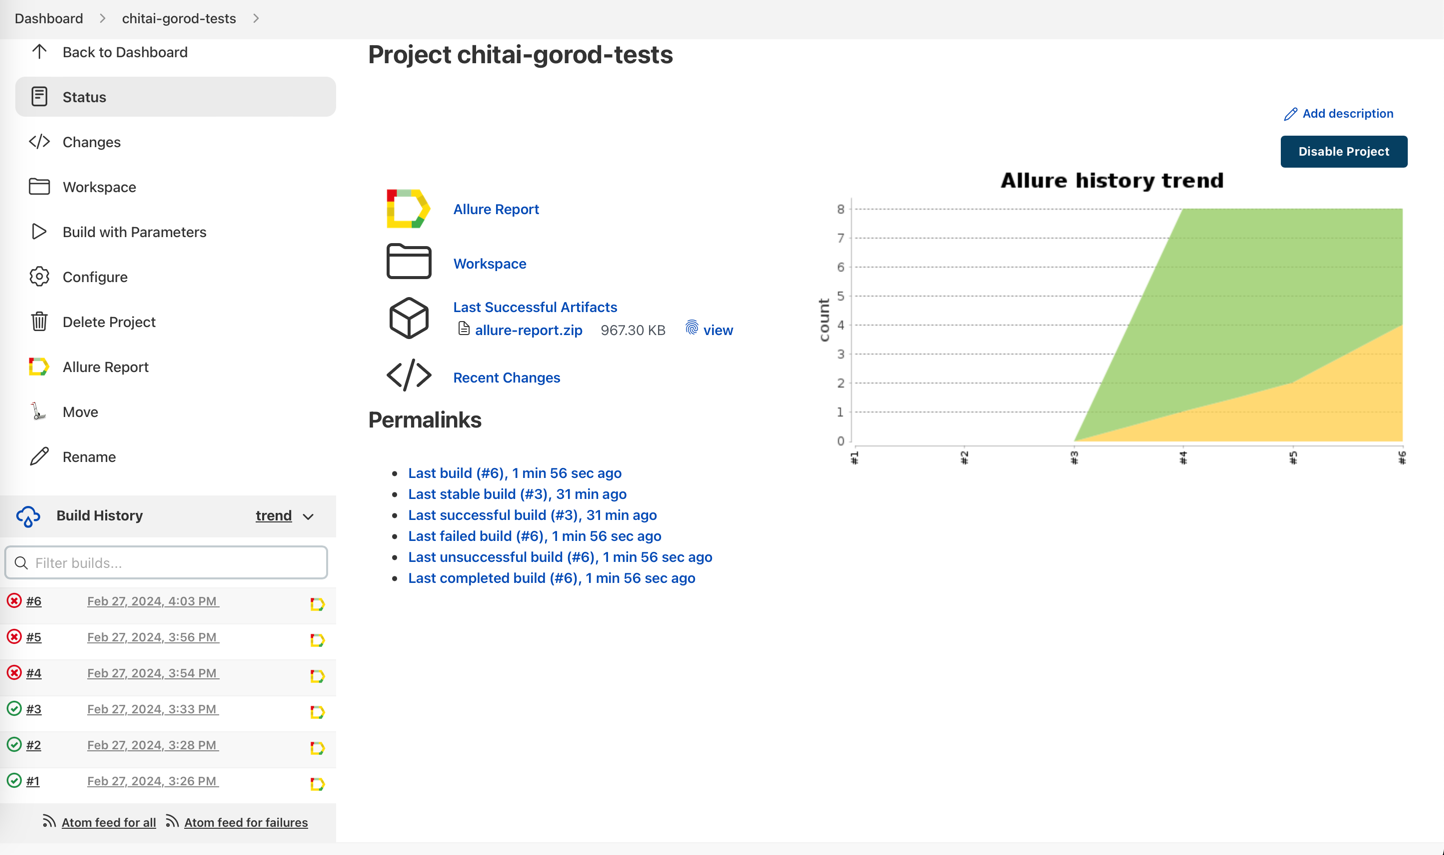 Dashboard
chitai-gorod-tests
Back to Dashboard
Status
Changes
Workspace
Build with Parameters
Configure
Delete Project
Allure Report
Move
Rename
Build History
trend
Filter builds...
#6 Feb 27, 2024, 4:03 PM
#5 Feb 27, 2024, 3:56 PM
#4 Feb 27, 2024, 3:54 PM
#3 Feb 27, 2024, 3:33 PM
#2 Feb 27, 2024, 3:28 PM
#1 Feb 27, 2024, 3:26 PM
Atom feed for all Atom feed for failures
Project chitai-gorod-tests
Add description
Disable Project
Allure Report
Workspace
Last Successful Artifacts
allure-report.zip 967.30 KB view
Recent Changes
Permalinks
Last build (#6), 1 min 56 sec ago
Last stable build (#3), 31 min ago
Last successful build (#3), 31 min ago
Last failed build (#6), 1 min 56 sec ago
Last unsuccessful build (#6), 1 min 56 sec ago
Last completed build (#6), 1 min 56 sec ago
Allure history trend
count
8
7
6
5
4
3
2
1
0
#1 #2 #3 #4 #5 #6